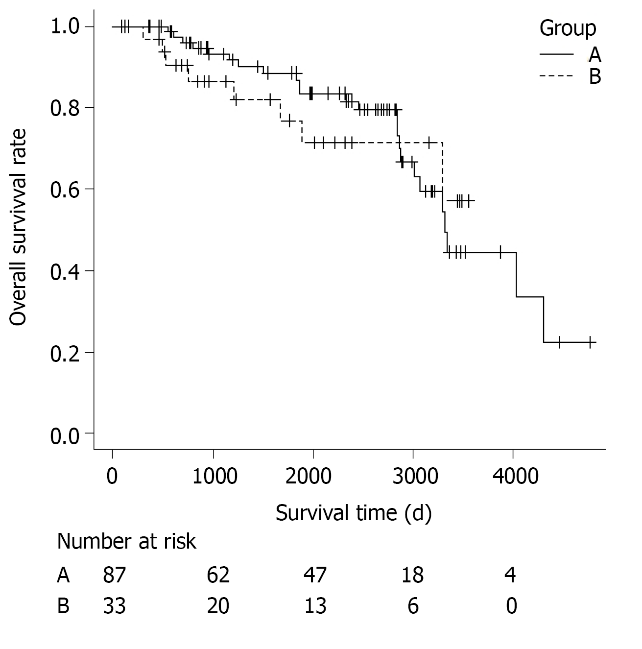 Group
A
B
Overall survivval rate
1.0
0.8
0.6
0.4
0.2
0.0
0 1000 2000 3000 4000
Survival time (d)
Number at risk
A 87 62 47 18 4
B 33 20 13 6 0